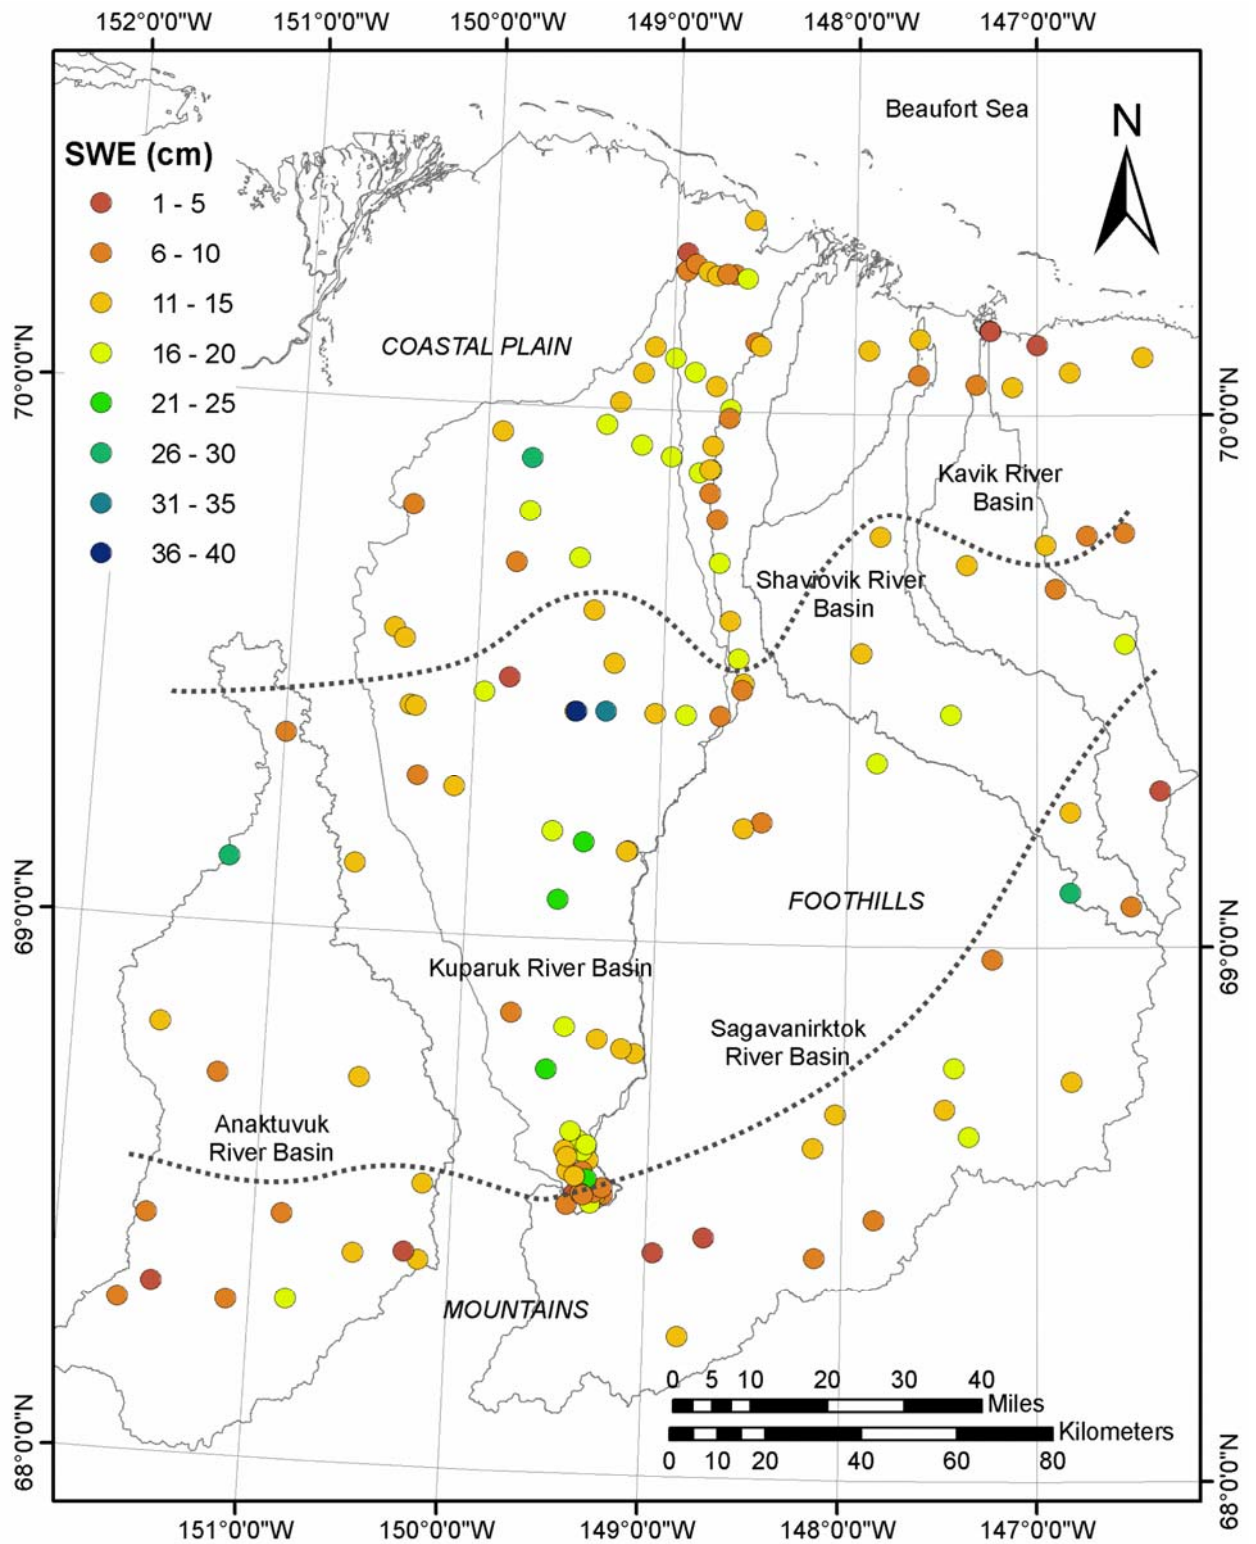 152°0'0"W 151°0'0"W 150°0'0"W 149°0'0"W 148°0'0"W 147°0'0"W
Beaufort Sea
N
SWE (cm)
1 - 5
6 - 10
11 - 15
16 - 20
21 - 25
26 - 30
31 - 35
36 - 40
COASTAL PLAIN
70°0'0"N
70°0'0"N
Kavik River
Basin
Shaviovik River
Basin
FOOTHILLS
69°0'0"N
69°0'0"N
Kuparuk River Basin
Sagavanirktok
River Basin
Anaktuvuk
River Basin
MOUNTAINS
0 5 10 20 30 40
Miles
Kilometers
0 10 20 40 60 80
68°0'0"N
68°0'0"N
151°0'0"W 150°0'0"W 149°0'0"W 148°0'0"W 147°0'0"W